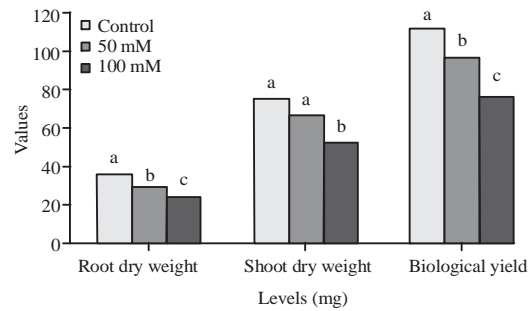 120
100
80
60
40
20
0
Values
Control
50 mM
100 mM
a
b
c
a
a
b
a
b
c
Root dry weight
Shoot dry weight
Biological yield
Levels (mg)